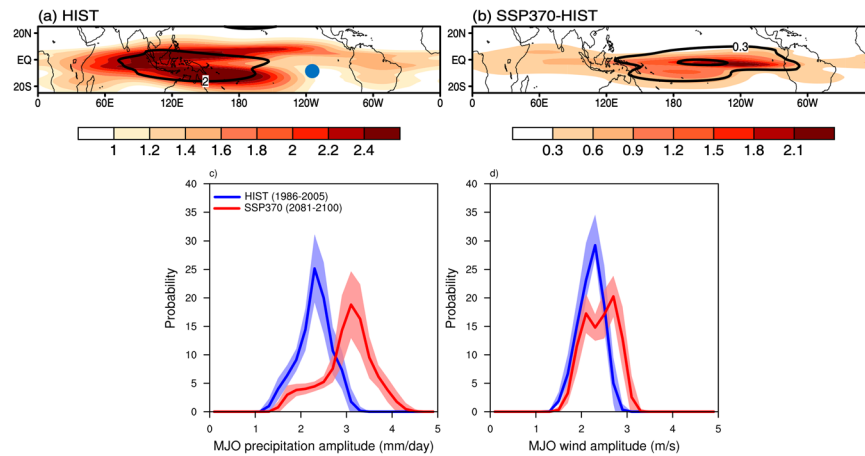 (a) HIST
(b) SSP370-HIST
20N
EQ
20S
2
0
60E
120E
180
120W
60W
0
20N
EQ
20S
0.3
0
60E
120E
180
120W
60W
1 1.2 1.4 1.6 1.8 2 2.2 2.4
0.3 0.6 0.9 1.2 1.5 1.8 2.1
c)
HIST (1986-2005)
SSP370 (2081-2100)
Probability
40
35
30
25
20
15
10
5
0
0 1 2 3 4 5
MJO precipitation amplitude (mm/day)
d)
Probability
40
35
30
25
20
15
10
5
0
0 1 2 3 4 5
MJO wind amplitude (m/s)